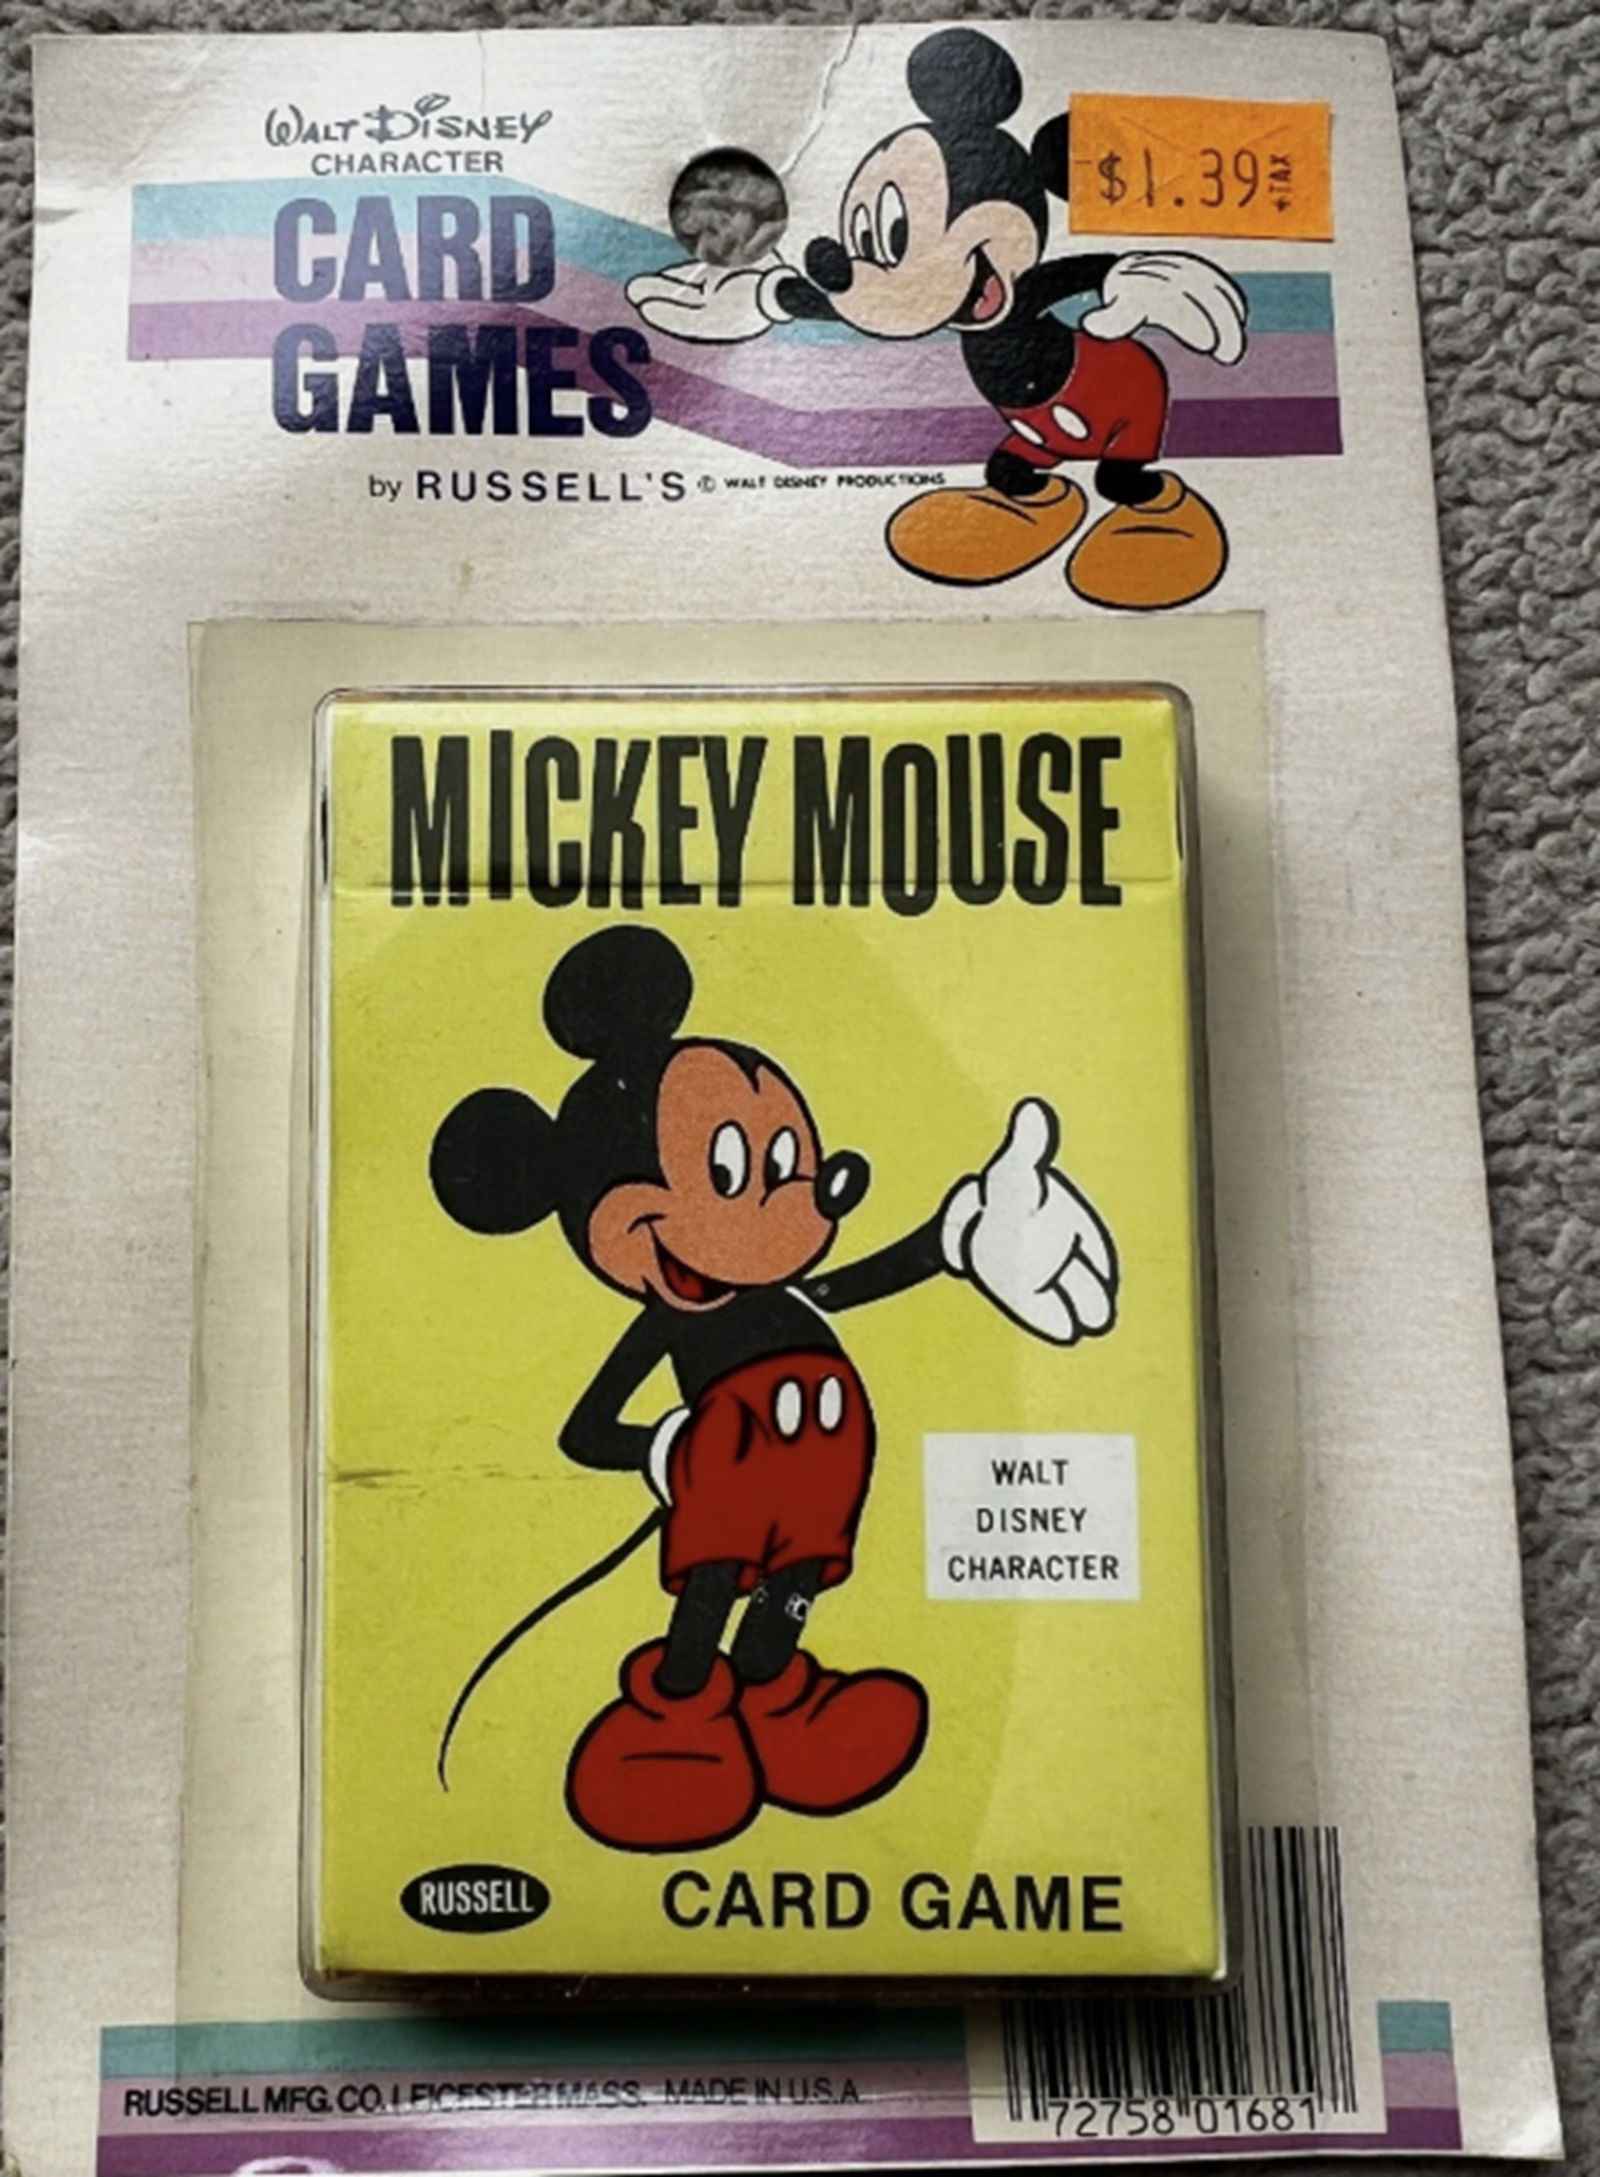 WALT DISNEY
CHARACTER
CARD
GAMES
by RUSSELL'S © WALT DISNEY PRODUCTIONS
$1.39 +TAX
MICKEY MOUSE
WALT
DISNEY
CHARACTER
RUSSELL
CARD GAME
RUSSELL MFG. CO. LEICESTER MASS. MADE IN U.S.A.
72758 01681